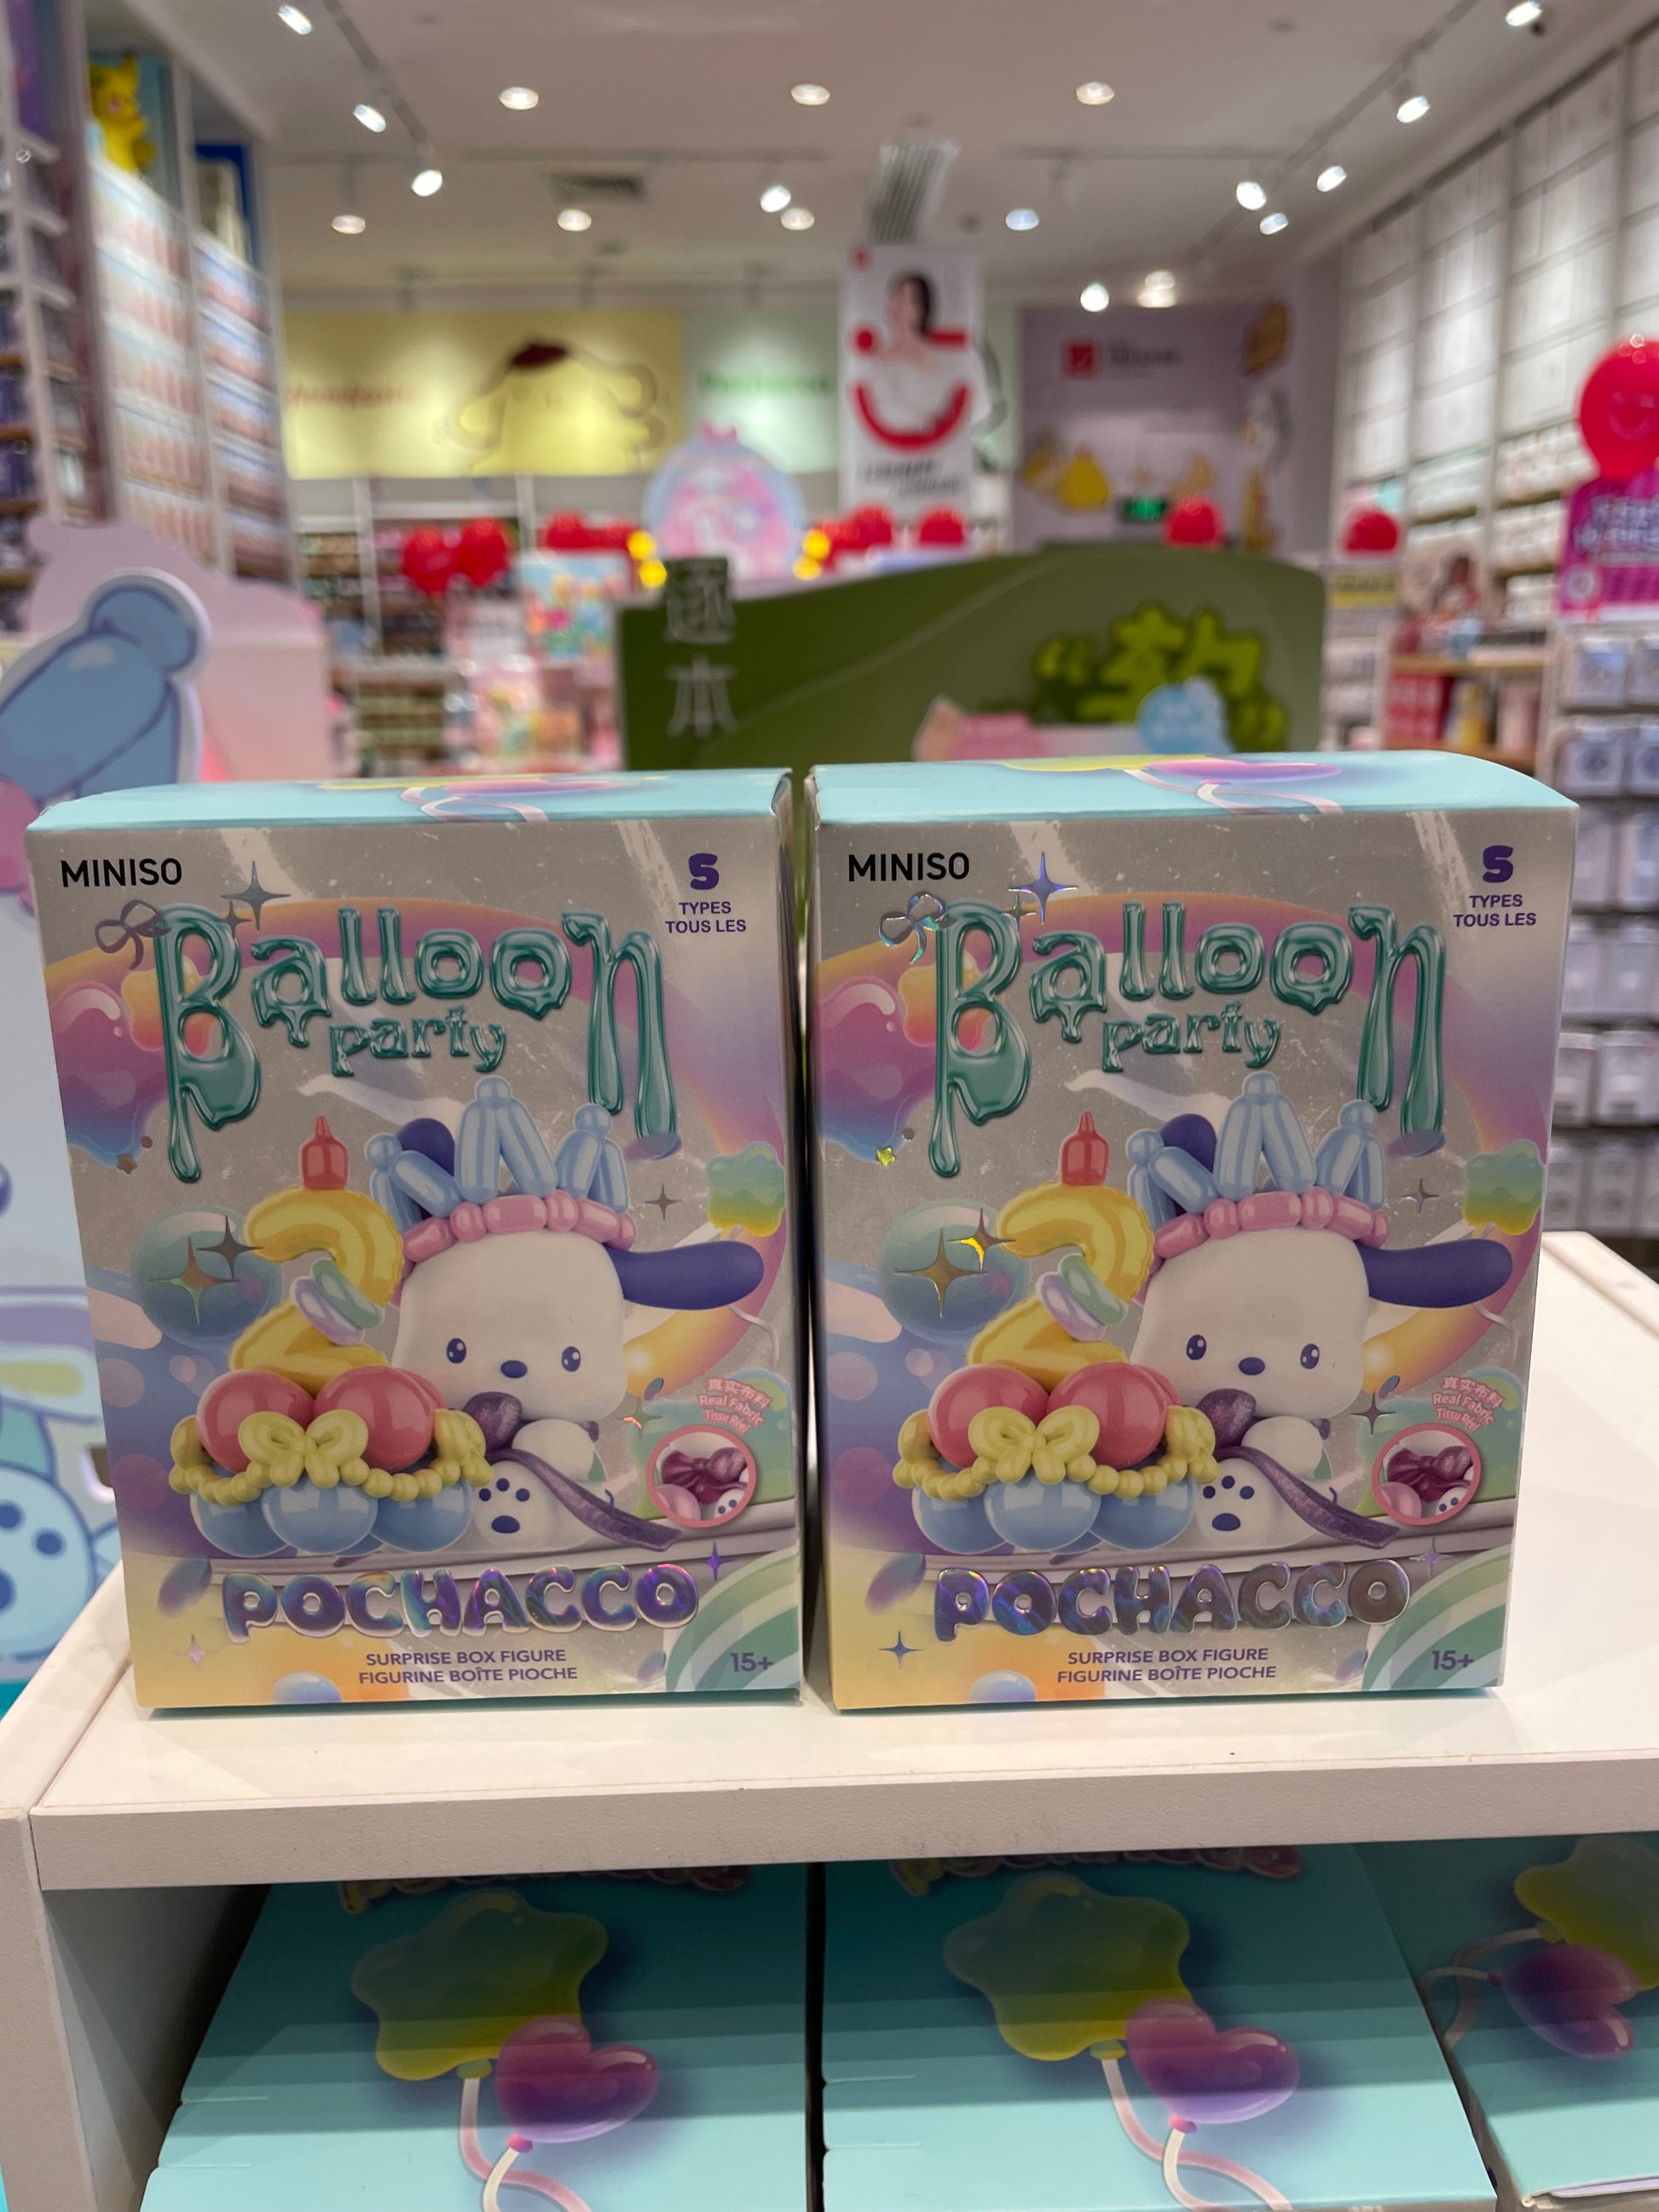 迹
本
MINISO
5
TYPES
TOUS LES
Balloon
party
真实布料
Real Fabric
Tissu Réel
POCHACCO
SURPRISE BOX FIGURE
FIGURINE BOÎTE PIOCHE
15+
MINISO
5
TYPES
TOUS LES
Balloon
party
真实布料
Real Fabric
Tissu Réel
POCHACCO
SURPRISE BOX FIGURE
FIGURINE BOÎTE PIOCHE
15+